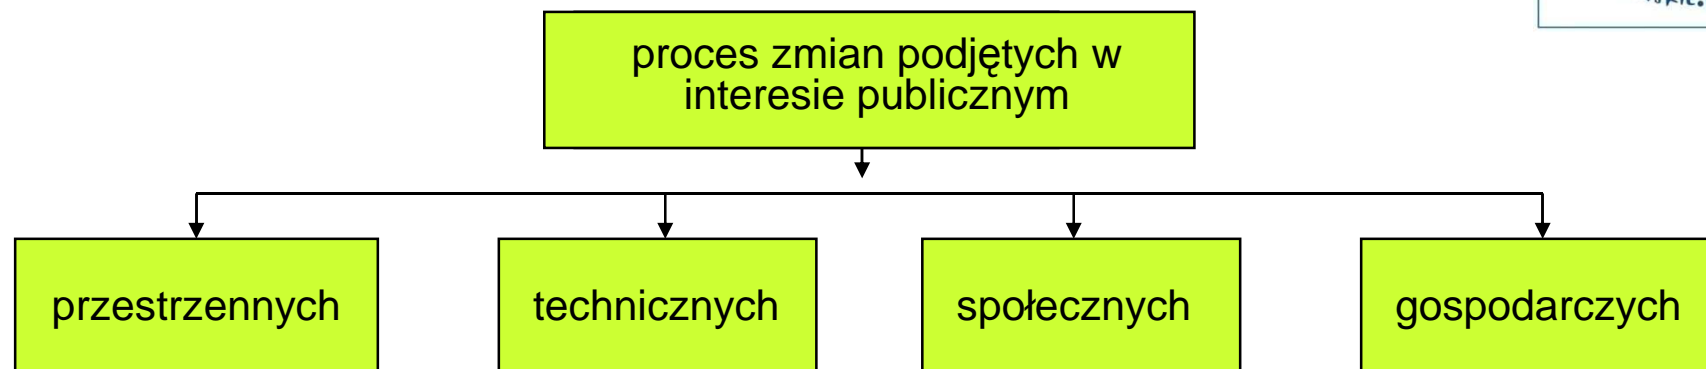 proces zmian podjętych w
interesie publicznym
przestrzennych
technicznych
społecznych
gospodarczych